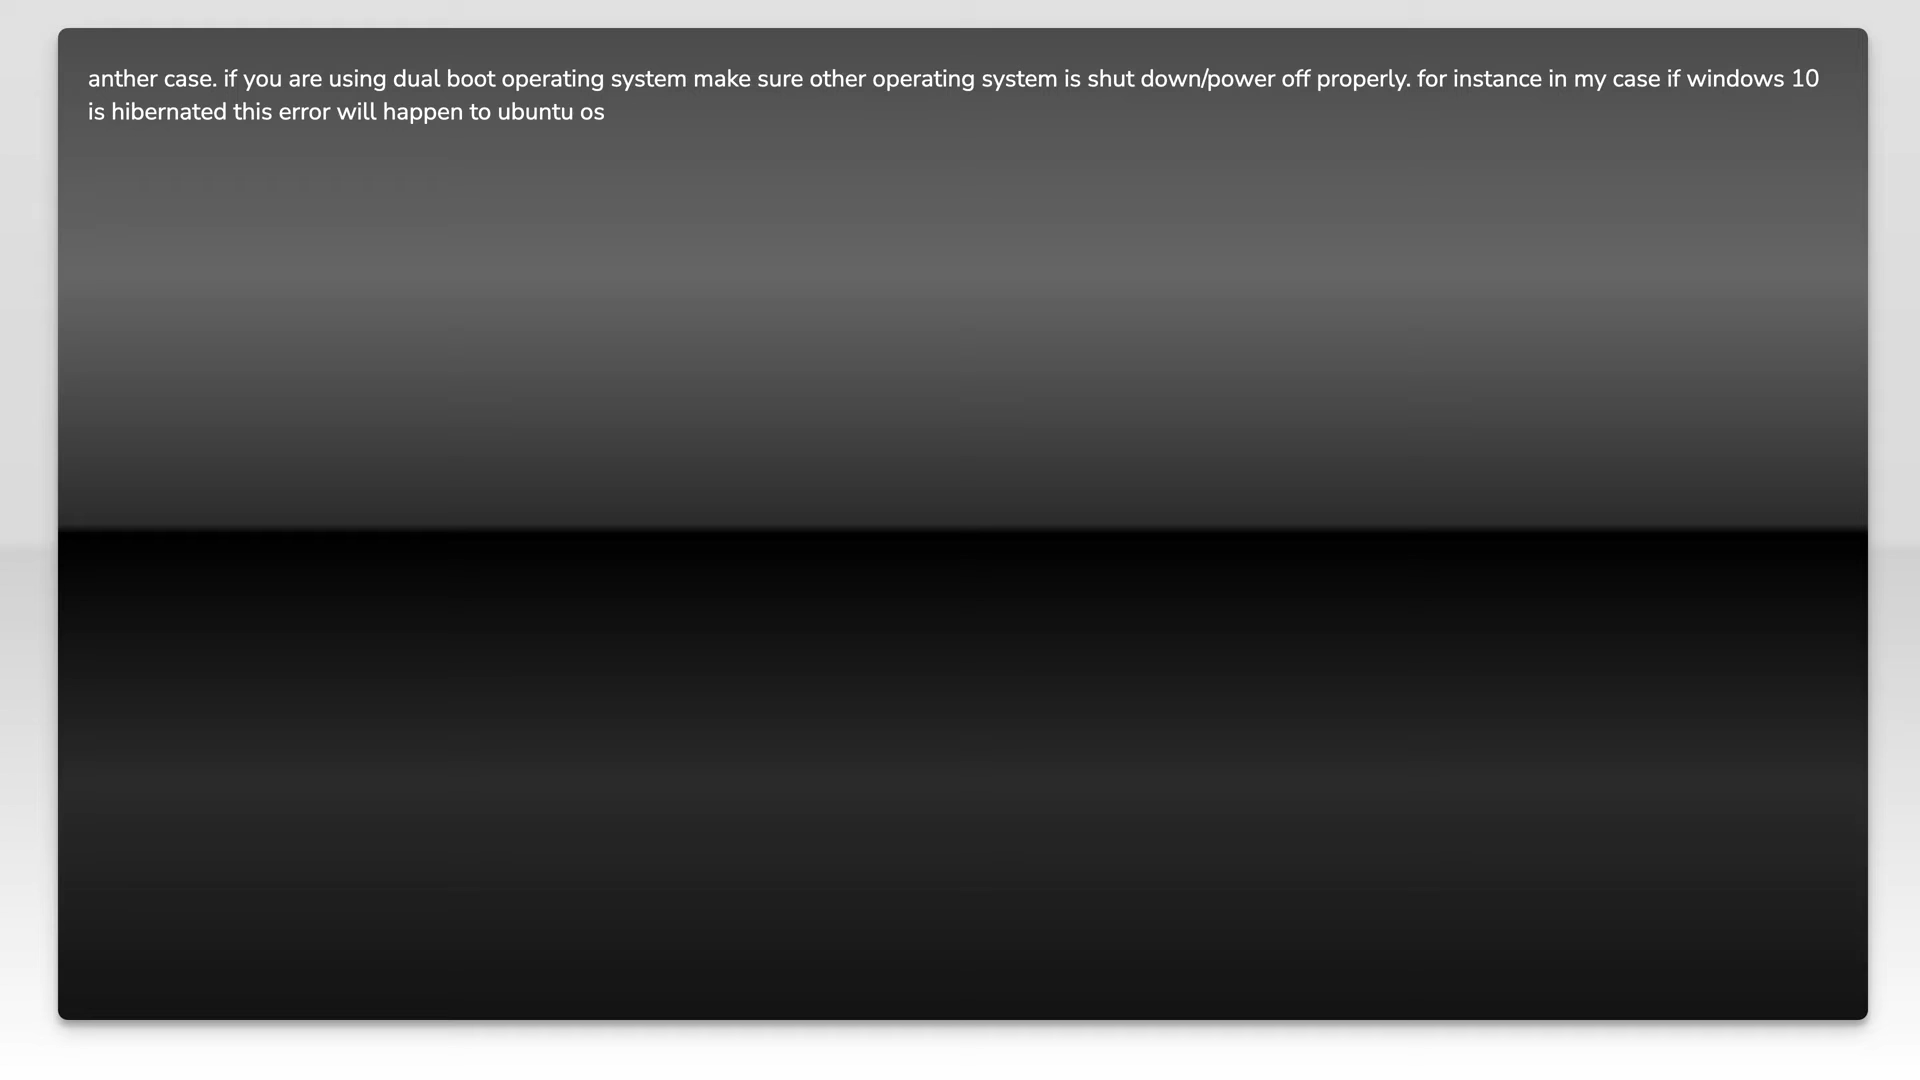 anther case. if you are using dual boot operating system make sure other operating system is shut down/power off properly. for instance in my case if windows 10
is hibernated this error will happen to ubuntu os